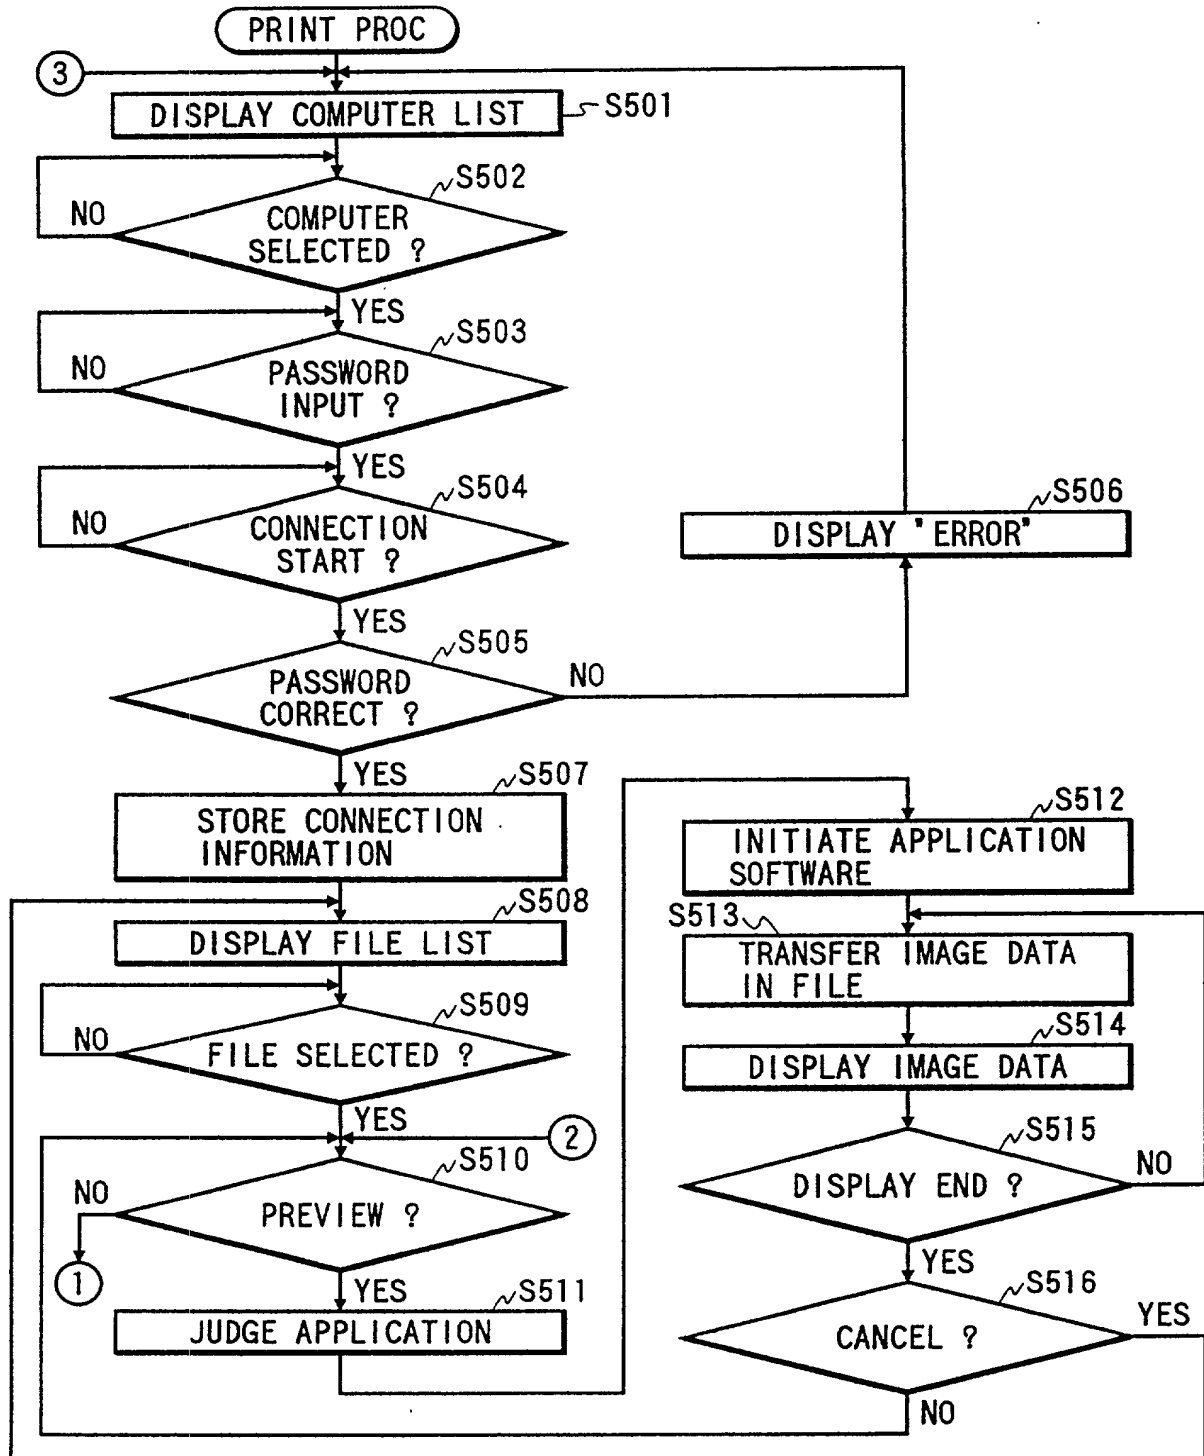 PRINT PROC
3
DISPLAY COMPUTER LIST
S501
S502
NO
COMPUTER
SELECTED ?
YES
S503
NO
PASSWORD
INPUT ?
YES
S504
NO
CONNECTION
START ?
S506
DISPLAY "ERROR"
YES
S505
NO
PASSWORD
CORRECT ?
YES
S507
STORE CONNECTION
INFORMATION
S508
DISPLAY FILE LIST
S509
NO
FILE SELECTED ?
YES
2
S510
NO
PREVIEW ?
1
YES
S511
JUDGE APPLICATION
S512
INITIATE APPLICATION
SOFTWARE
S513
TRANSFER IMAGE DATA
IN FILE
S514
DISPLAY IMAGE DATA
S515
NO
DISPLAY END ?
YES
S516
YES
CANCEL ?
NO